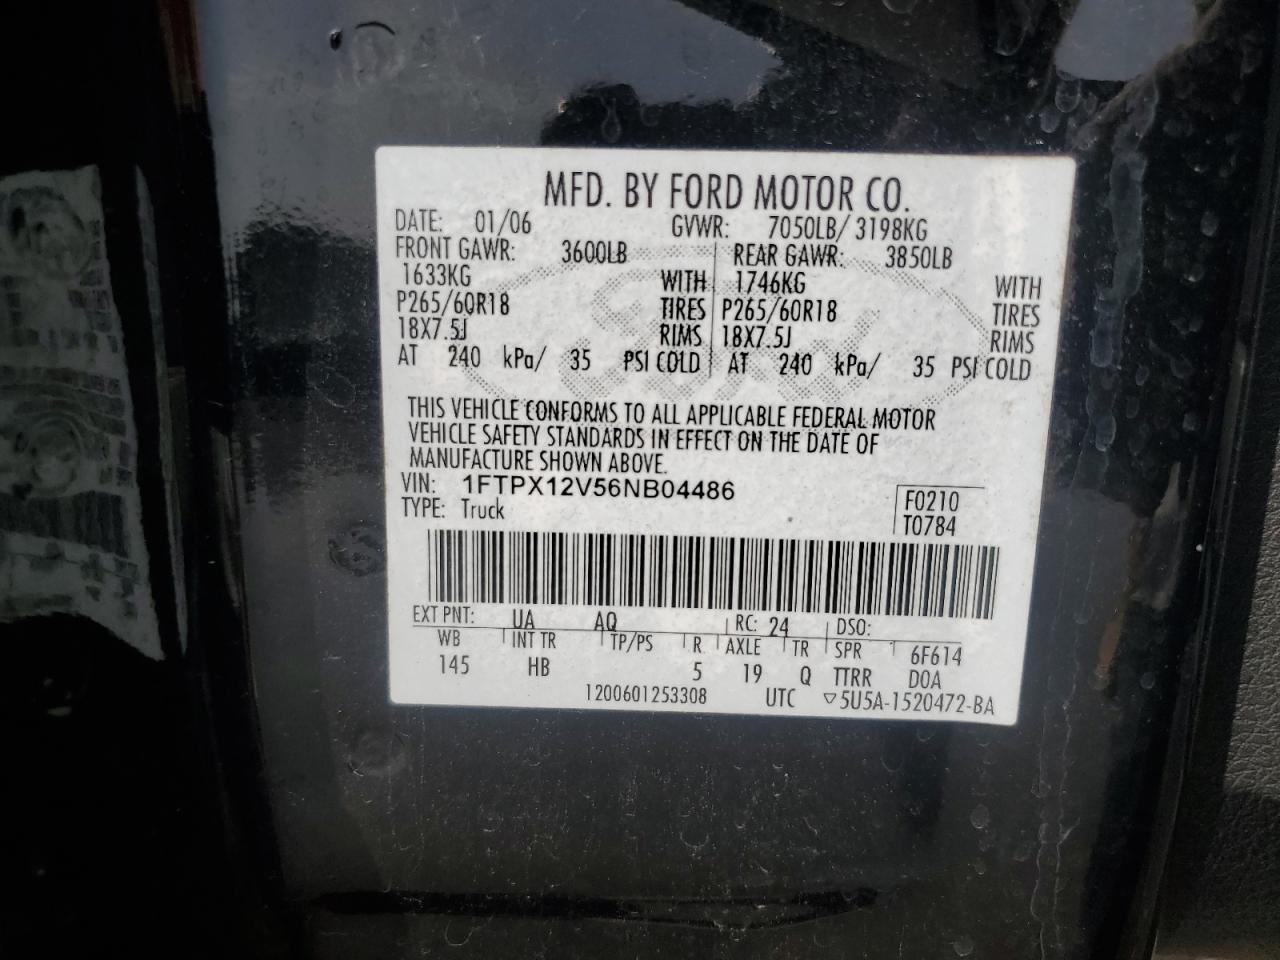 MFD. BY FORD MOTOR CO.
DATE: 01/06 GVWR: 7050LB/ 3198KG
FRONT GAWR: 3600LB REAR GAWR: 3850LB
1633KG WITH 1746KG WITH
P265/60R18 TIRES P265/60R18 TIRES
18X7.5J RIMS 18X7.5J RIMS
AT 240 kPa/ 35 PSI COLD AT 240 kPa/ 35 PSI COLD
THIS VEHICLE CONFORMS TO ALL APPLICABLE FEDERAL MOTOR
VEHICLE SAFETY STANDARDS IN EFFECT ON THE DATE OF
MANUFACTURE SHOWN ABOVE.
VIN: 1FTPX12V56NB04486 F0210
TYPE: Truck T0784
EXT PNT: UA AQ RC: 24 DSO:
WB INT TR TP/PS R AXLE TR SPR 6F614
145 HB 5 19 Q TTRR DOA
1200601253308 UTC ▽5U5A-1520472-BA